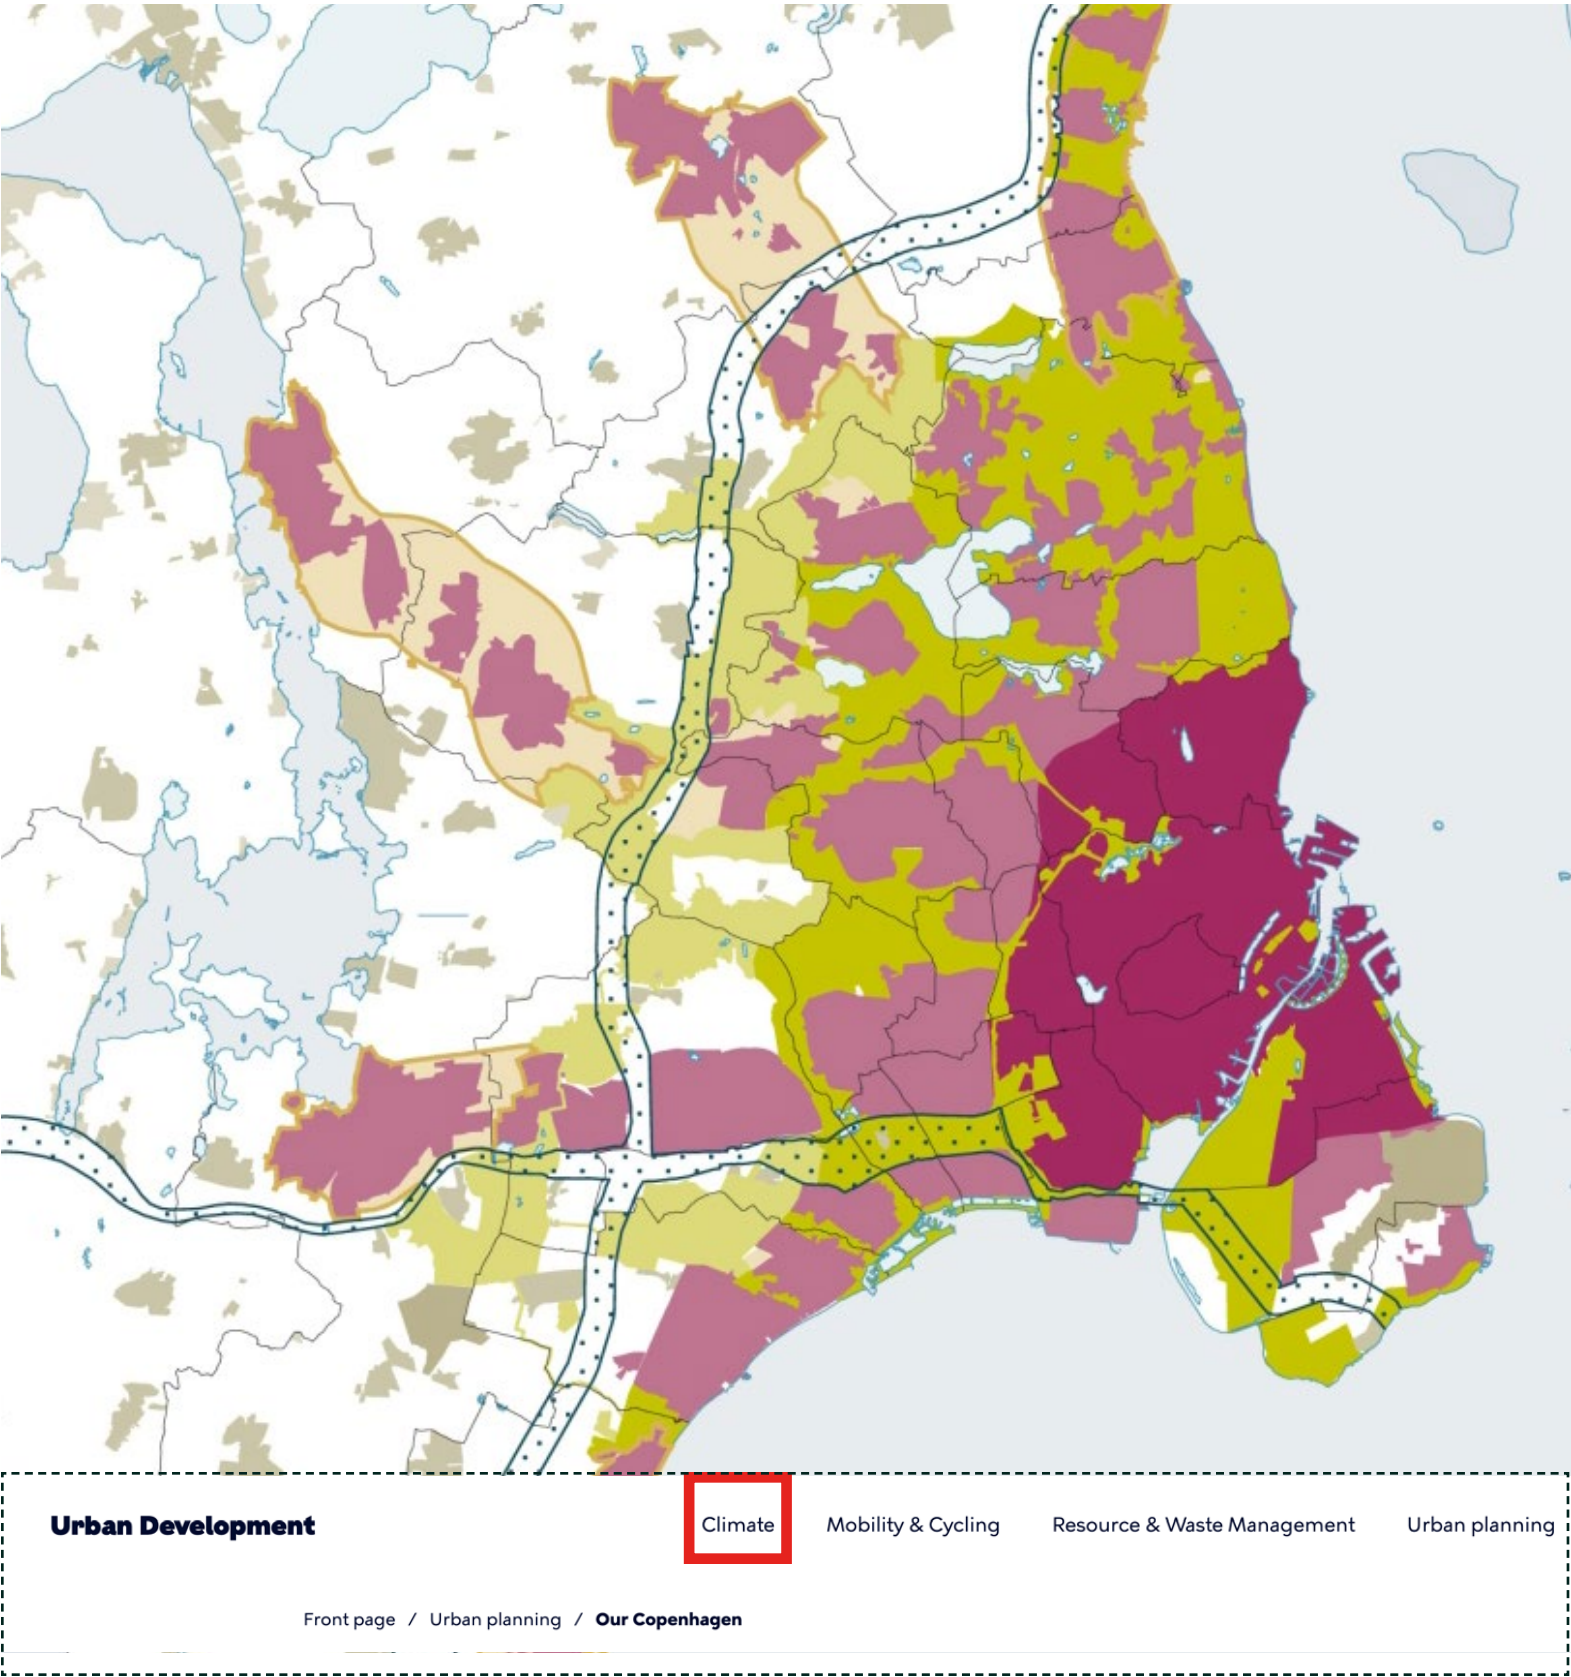 Urban Development
Climate
Mobility & Cycling
Resource & Waste Management
Urban planning
Front page / Urban planning / Our Copenhagen